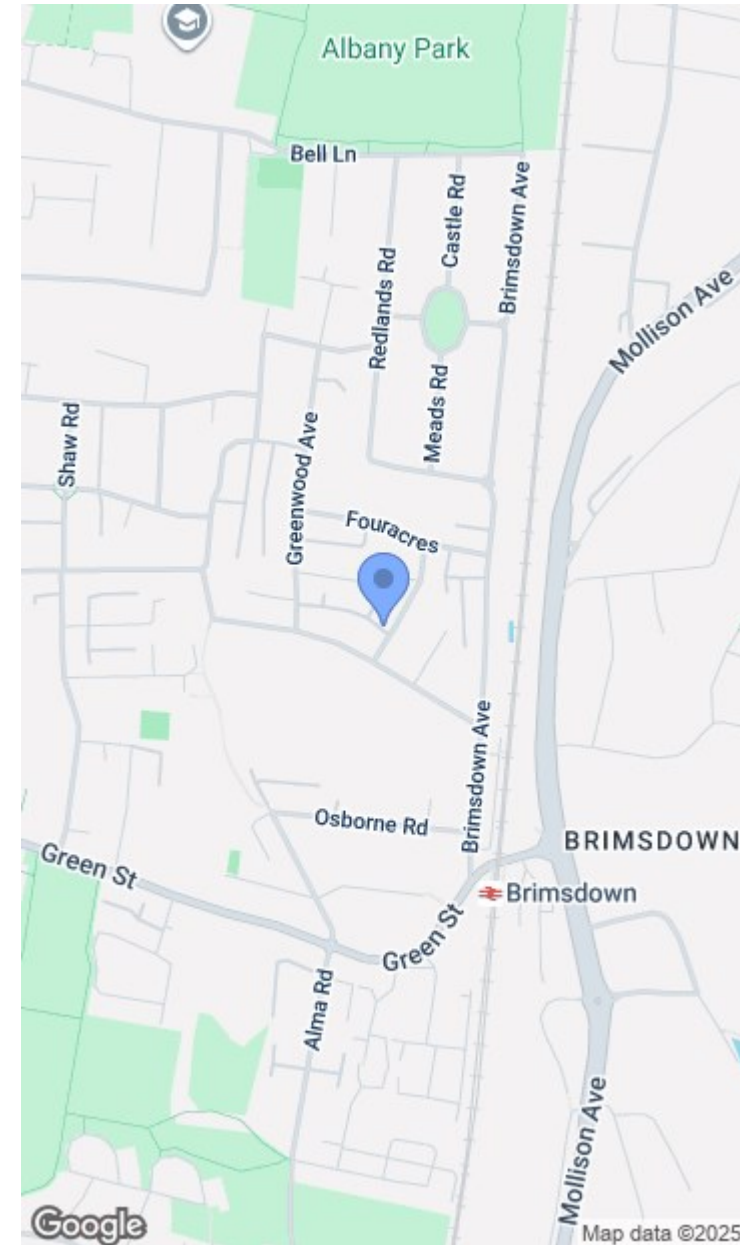 Albany Park
Bell Ln
Castle Rd
Brimsdown Ave
Redlands Rd
Mollison Ave
Meads Rd
Shaw Rd
Greenwood Ave
Fouracres
Brimsdown Ave
Osborne Rd
BRIMSDOWN
Green St
Brimsdown
Green St
Alma Rd
Mollison Ave
Google
Map data ©2025